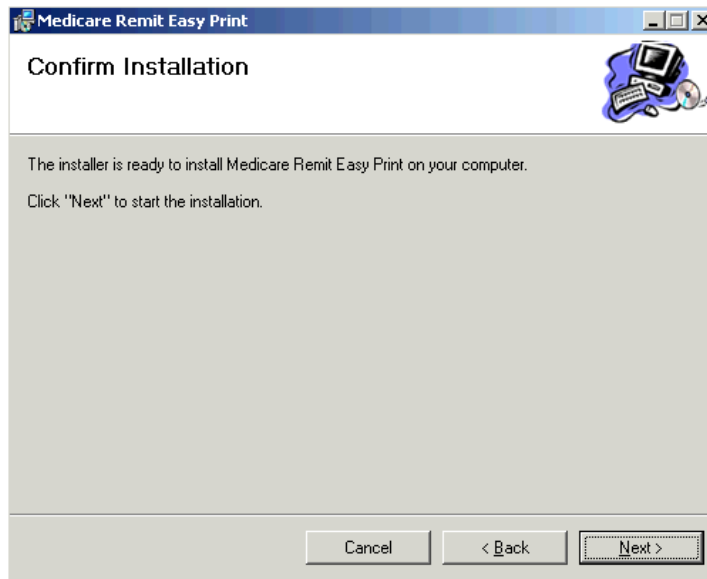 Medicare Remit Easy Print
Confirm Installation
The installer is ready to install Medicare Remit Easy Print on your computer.
Click "Next" to start the installation.
Cancel
< Back
Next >